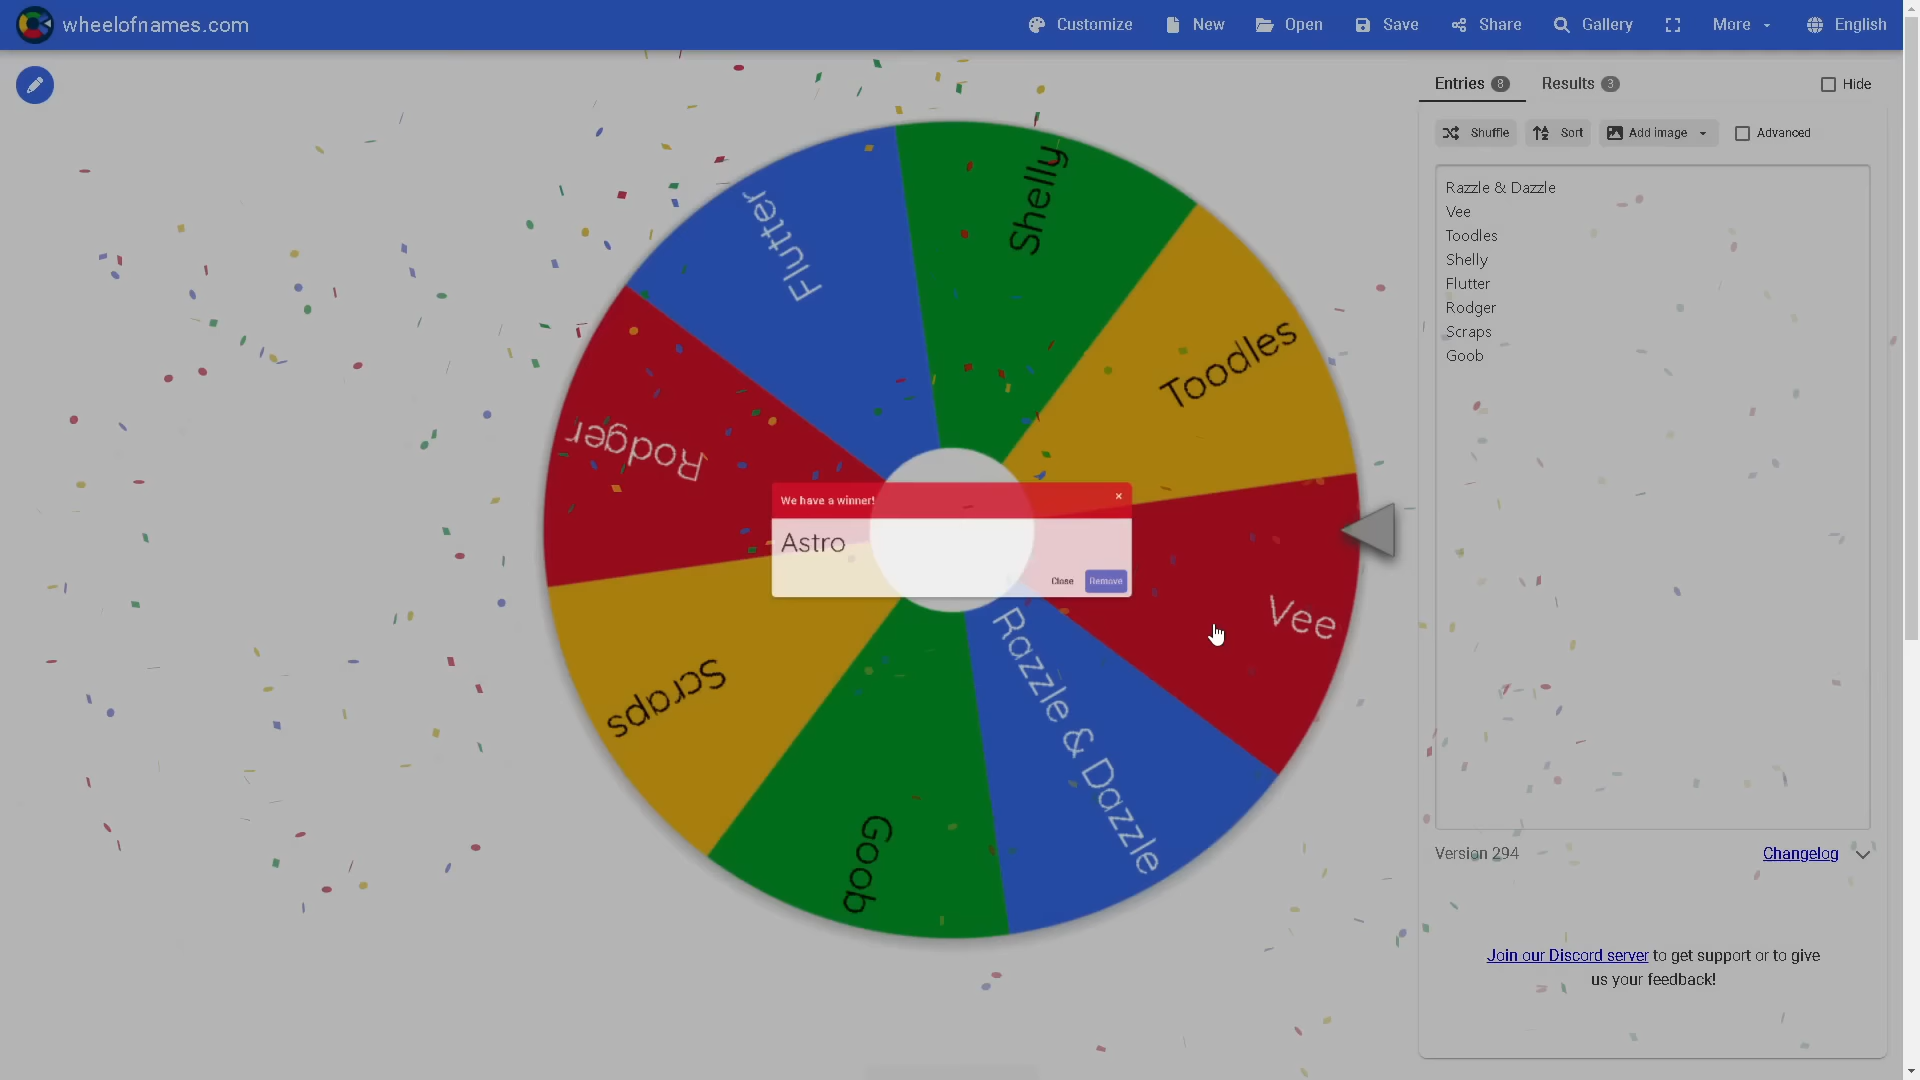 wheelofnames.com
Customize
New
Open
Save
Share
Gallery
More
English
Entries 8
Results 3
Hide
Shuffle
Sort
Add image
Advanced
Razzle & Dazzle
Vee
Toodles
Shelly
Flutter
Rodger
Scraps
Goob
Shelly
Flutter
Toodles
Rodger
Vee
Scraps
Razzle & Dazzle
Goob
We have a winner!
×
Astro
Close
Remove
Version 294
Changelog
Join our Discord server to get support or to give
us your feedback!